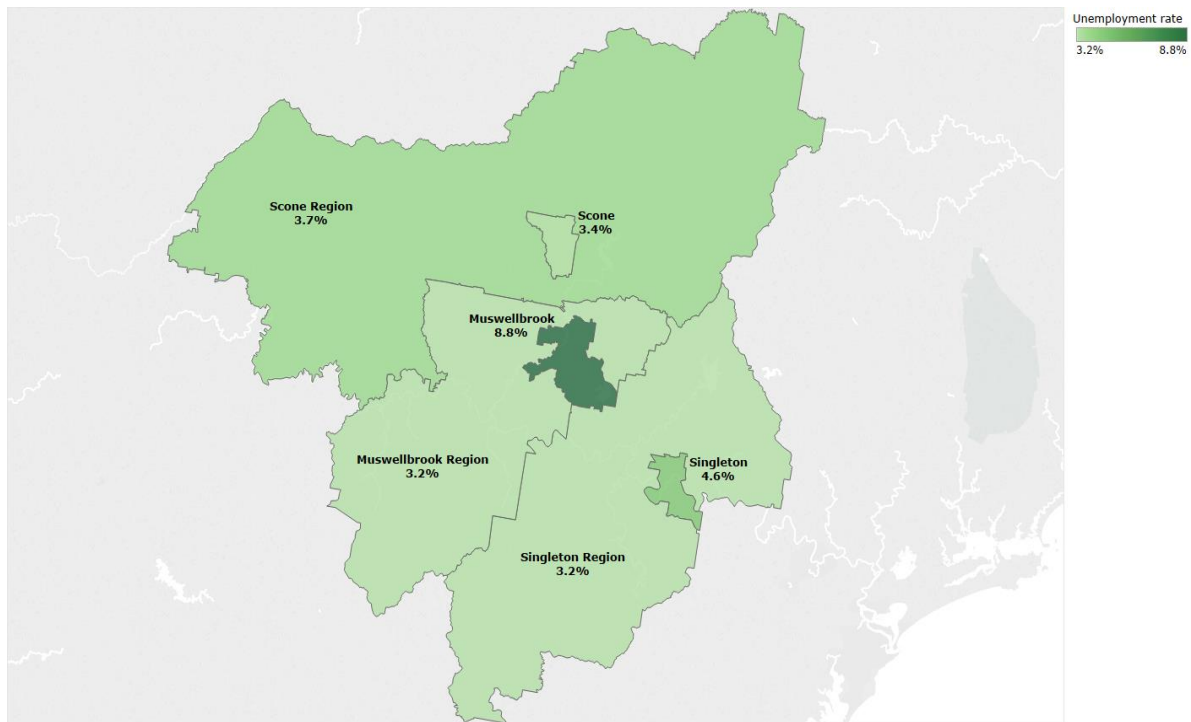 Unemployment rate
3.2% 8.8%
Scone Region
3.7%
Scone
3.4%
Muswellbrook
8.8%
Muswellbrook Region
3.2%
Singleton
4.6%
Singleton Region
3.2%